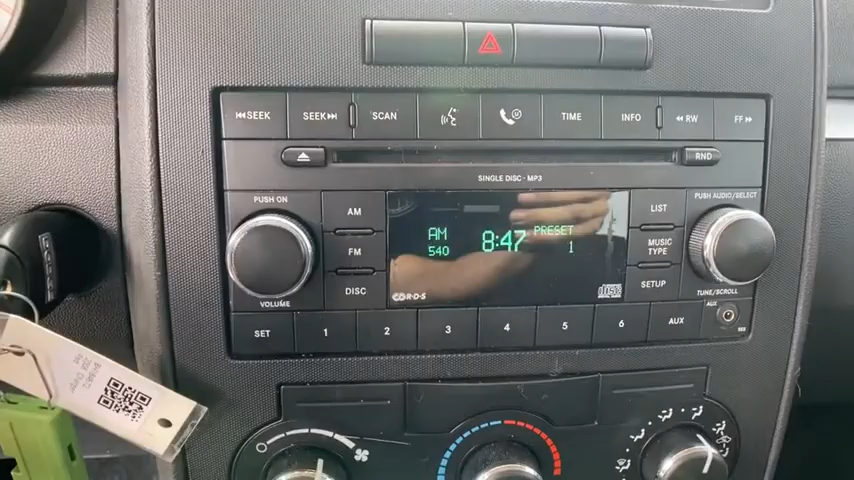 SEEK SEEK SCAN TIME INFO RW FF
RND
SINGLE DISC · MP3
PUSH ON
PUSH AUDIO/SELECT
AM
FM
DISC
AM
540
8:47
PRESET
1
LIST
MUSIC
TYPE
SETUP
R·D·S
disc
VOLUME
TUNE/SCROLL
SET 1 2 3 4 5 6 AUX
AUX